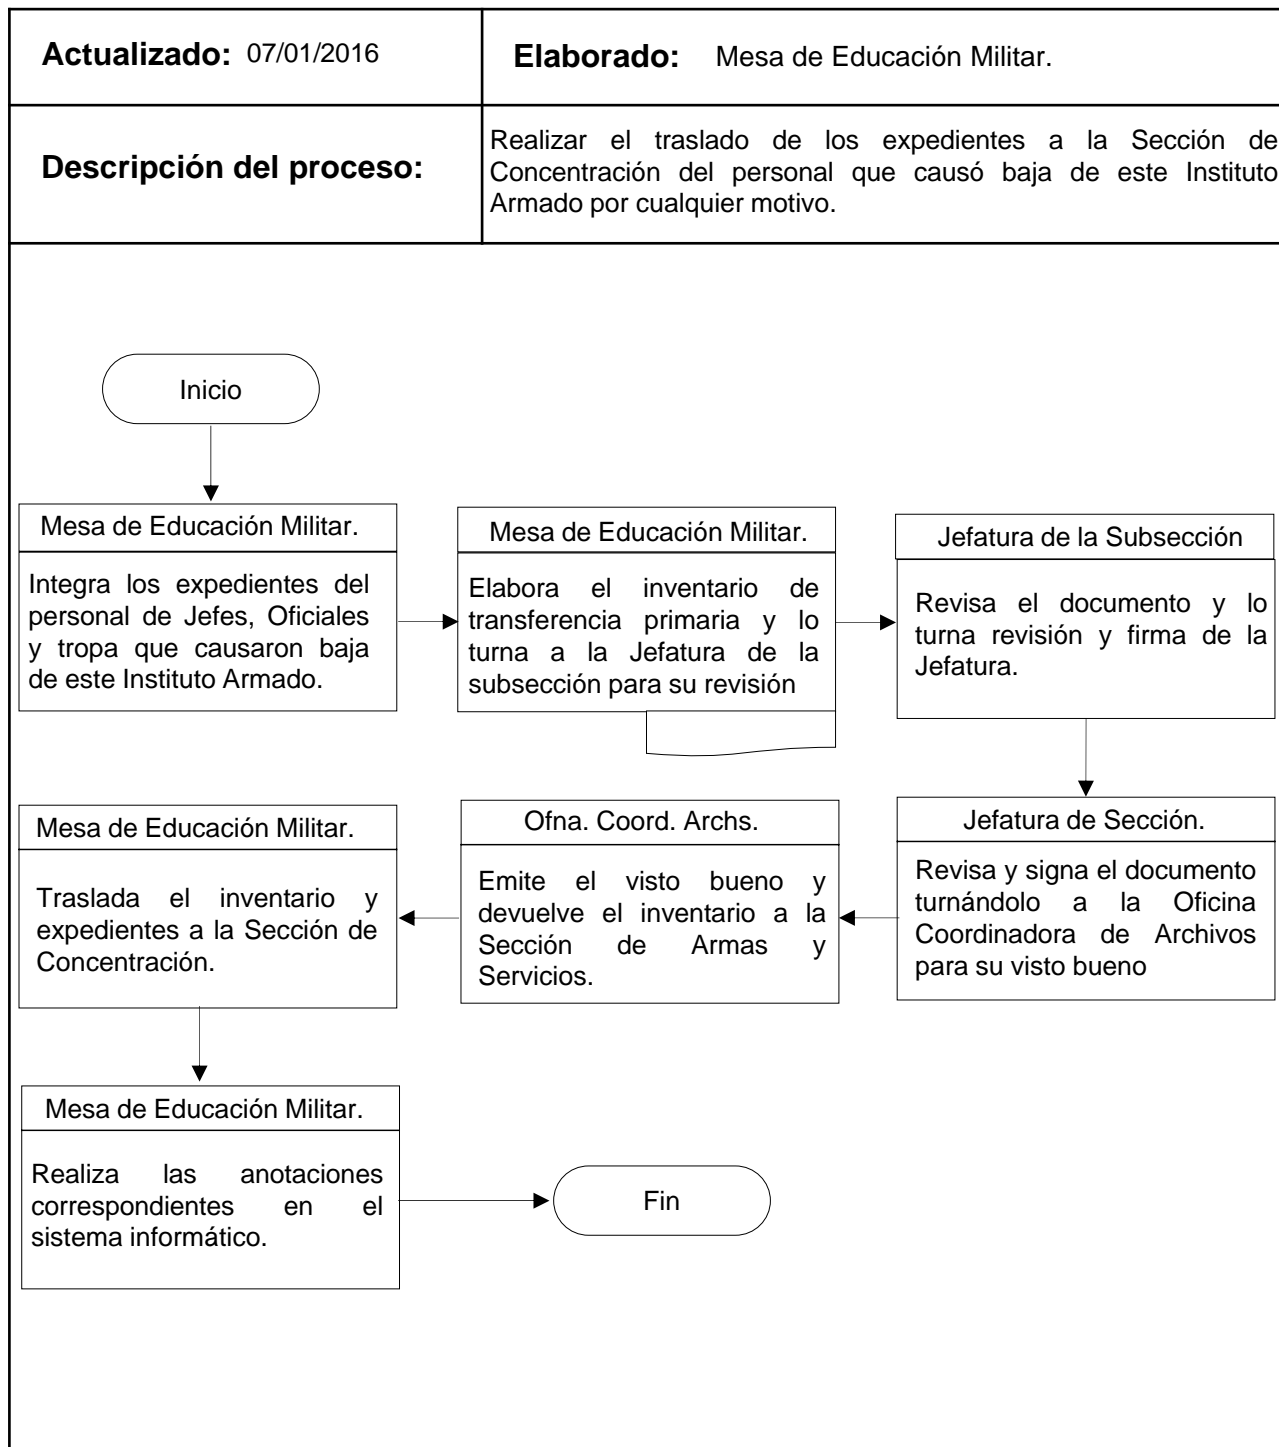 Actualizado: 07/01/2016
Elaborado: Mesa de Educación Militar.
Descripción del proceso:
Realizar el traslado de los expedientes a la Sección de
Concentración del personal que causó baja de este Instituto
Armado por cualquier motivo.
Inicio
Mesa de Educación Militar.
Integra los expedientes del
personal de Jefes, Oficiales
y tropa que causaron baja
de este Instituto Armado.
Mesa de Educación Militar.
Elabora el inventario de
transferencia primaria y lo
turna a la Jefatura de la
subsección para su revisión
Jefatura de la Subsección
Revisa el documento y lo
turna revisión y firma de la
Jefatura.
Jefatura de Sección.
Revisa y signa el documento
turnándolo a la Oficina
Coordinadora de Archivos
para su visto bueno
Ofna. Coord. Archs.
Emite el visto bueno y
devuelve el inventario a la
Sección de Armas y
Servicios.
Mesa de Educación Militar.
Traslada el inventario y
expedientes a la Sección de
Concentración.
Mesa de Educación Militar.
Realiza las anotaciones
correspondientes en el
sistema informático.
Fin